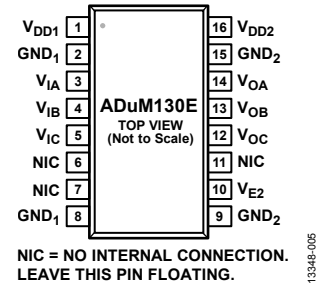 VDD1 1 16 VDD2
GND1 2 15 GND2
VIA 3 14 VOA
VIB 4 ADuM130E 13 VOB
TOP VIEW
VIC 5 (Not to Scale) 12 VOC
NIC 6 11 NIC
NIC 7 10 VE2
GND1 8 9 GND2
NIC = NO INTERNAL CONNECTION.
LEAVE THIS PIN FLOATING.
13348-005